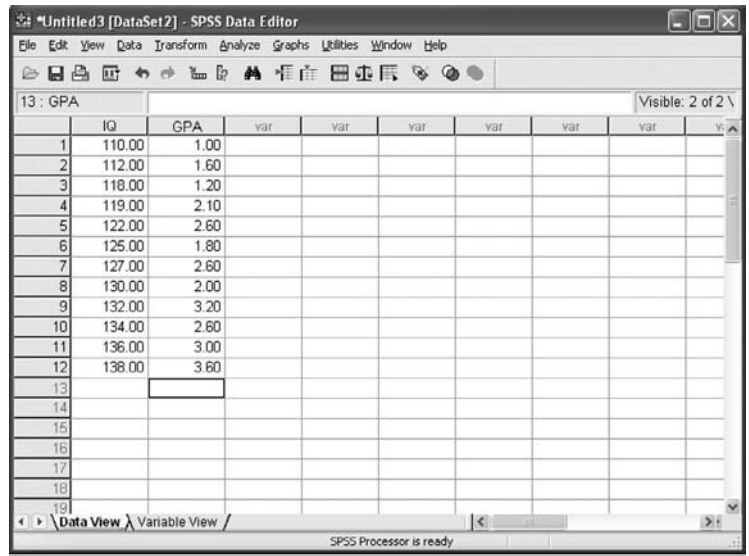 *Untitled3 [DataSet2] - SPSS Data Editor
File Edit View Data Transform Analyze Graphs Utilities Window Help
13 : GPA Visible: 2 of 2 \
IQ GPA var var var var var var
1 110.00 1.00
2 112.00 1.60
3 118.00 1.20
4 119.00 2.10
5 122.00 2.60
6 125.00 1.80
7 127.00 2.60
8 130.00 2.00
9 132.00 3.20
10 134.00 2.60
11 136.00 3.00
12 138.00 3.60
13
14
15
16
17
18
19
Data View Variable View
SPSS Processor is ready